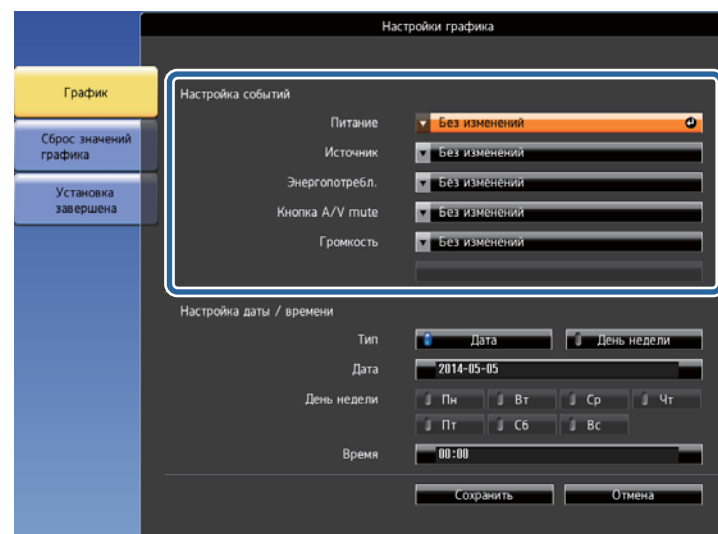 Настройки графика
График
Сброс значений
графика
Установка
завершена
Настройка событий
Питание Без изменений
Источник Без изменений
Энергопотребл. Без изменений
Кнопка A/V mute Без изменений
Громкость Без изменений
Настройка даты / времени
Тип Дата День недели
Дата 2014-05-05
День недели Пн Вт Ср Чт
Пт Сб Вс
Время 00:00
Сохранить Отмена